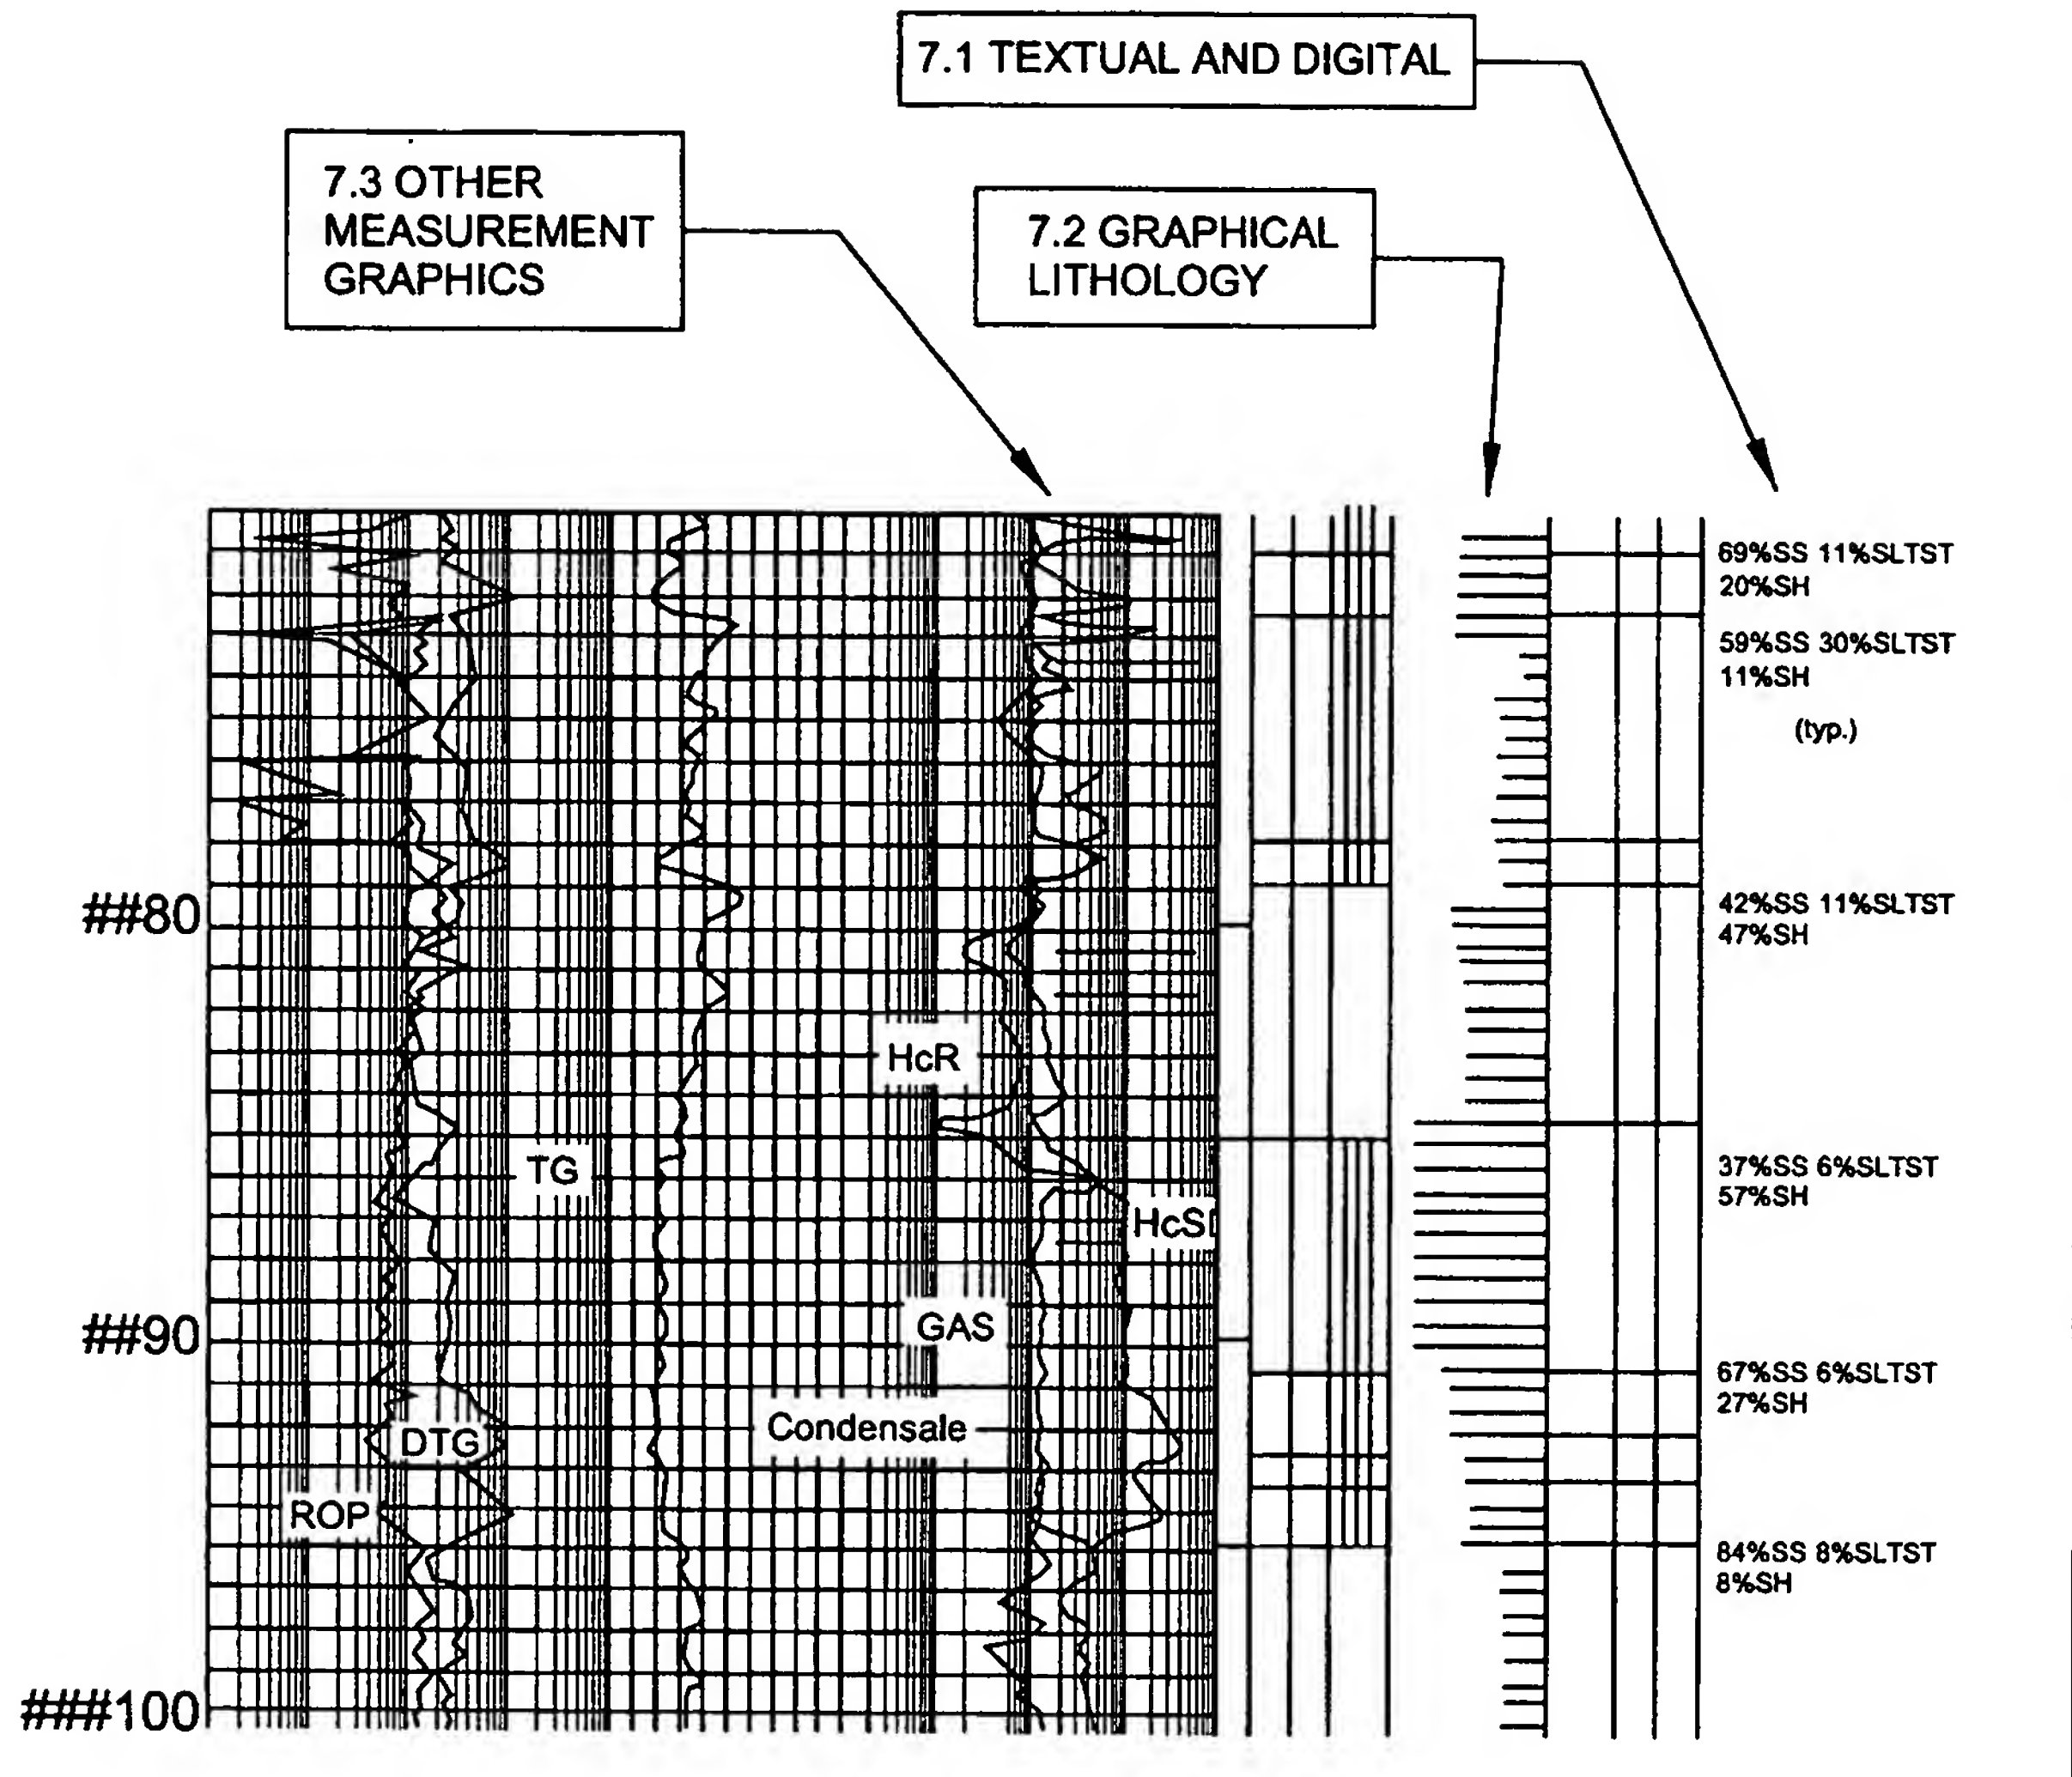 7.1 TEXTUAL AND DIGITAL
7.3 OTHER
MEASUREMENT
GRAPHICS
7.2 GRAPHICAL
LITHOLOGY
69%SS 11%SLTST
20%SH
59%SS 30%SLTST
11%SH
(typ.)
##80
42%SS 11%SLTST
47%SH
HcR
TG
37%SS 6%SLTST
57%SH
HcSI
##90
GAS
67%SS 6%SLTST
27%SH
Condensale
DTG
ROP
84%SS 8%SLTST
8%SH
###100